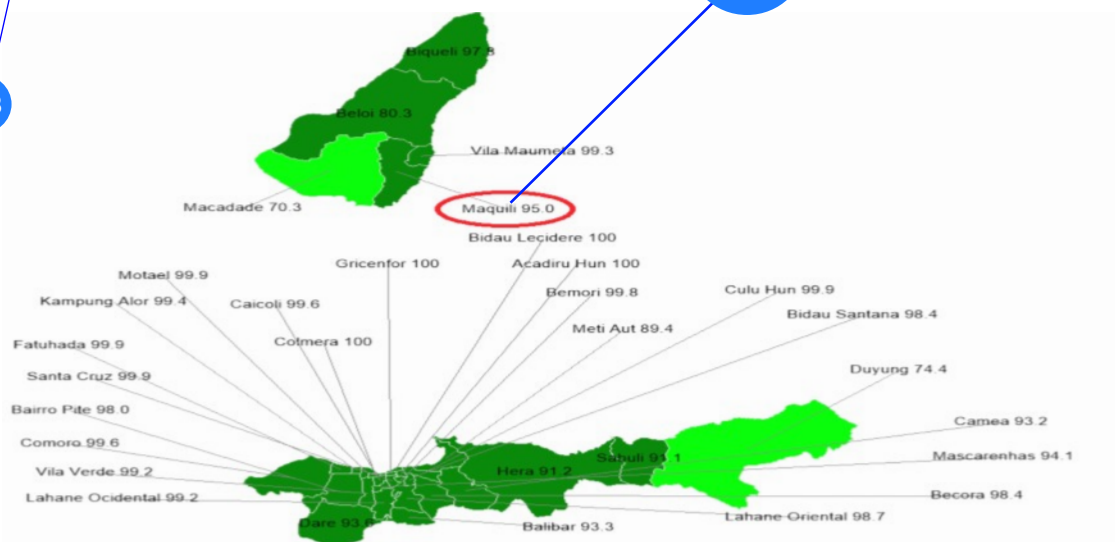 Biqueli 97.8
Beloi 80.3
Vila Maumeta 99.3
Macadade 70.3
Maquili 95.0
Bidau Lecidere 100
Gricenfor 100
Acadiru Hun 100
Motael 99.9
Bemori 99.8
Culu Hun 99.9
Kampung Alor 99.4
Caicoli 99.6
Bidau Santana 98.4
Meti Aut 89.4
Fatuhada 99.9
Colmera 100
Duyung 74.4
Santa Cruz 99.9
Bairro Pite 98.0
Camea 93.2
Comoro 99.6
Sabuli 91.1
Mascarenhas 94.1
Vila Verde 99.2
Hera 91.2
Lahane Ocidental 99.2
Becora 98.4
Lahane Oriental 98.7
Dare 93.6
Balibar 93.3